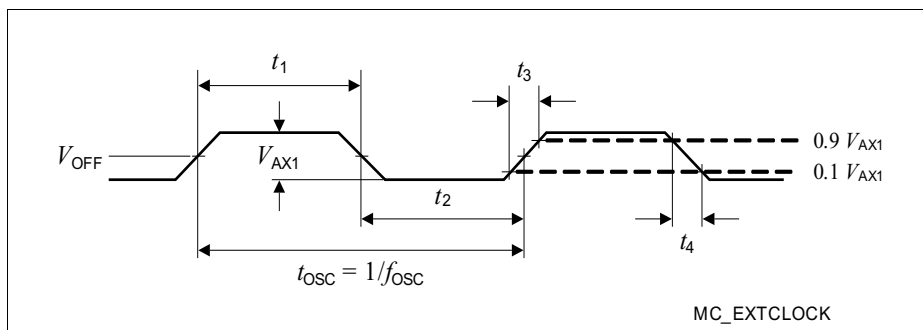 t1
t3
VOFF
VAX1
0.9 VAX1
0.1 VAX1
t2
t4
tOSC = 1/fOSC
MC_EXTCLOCK